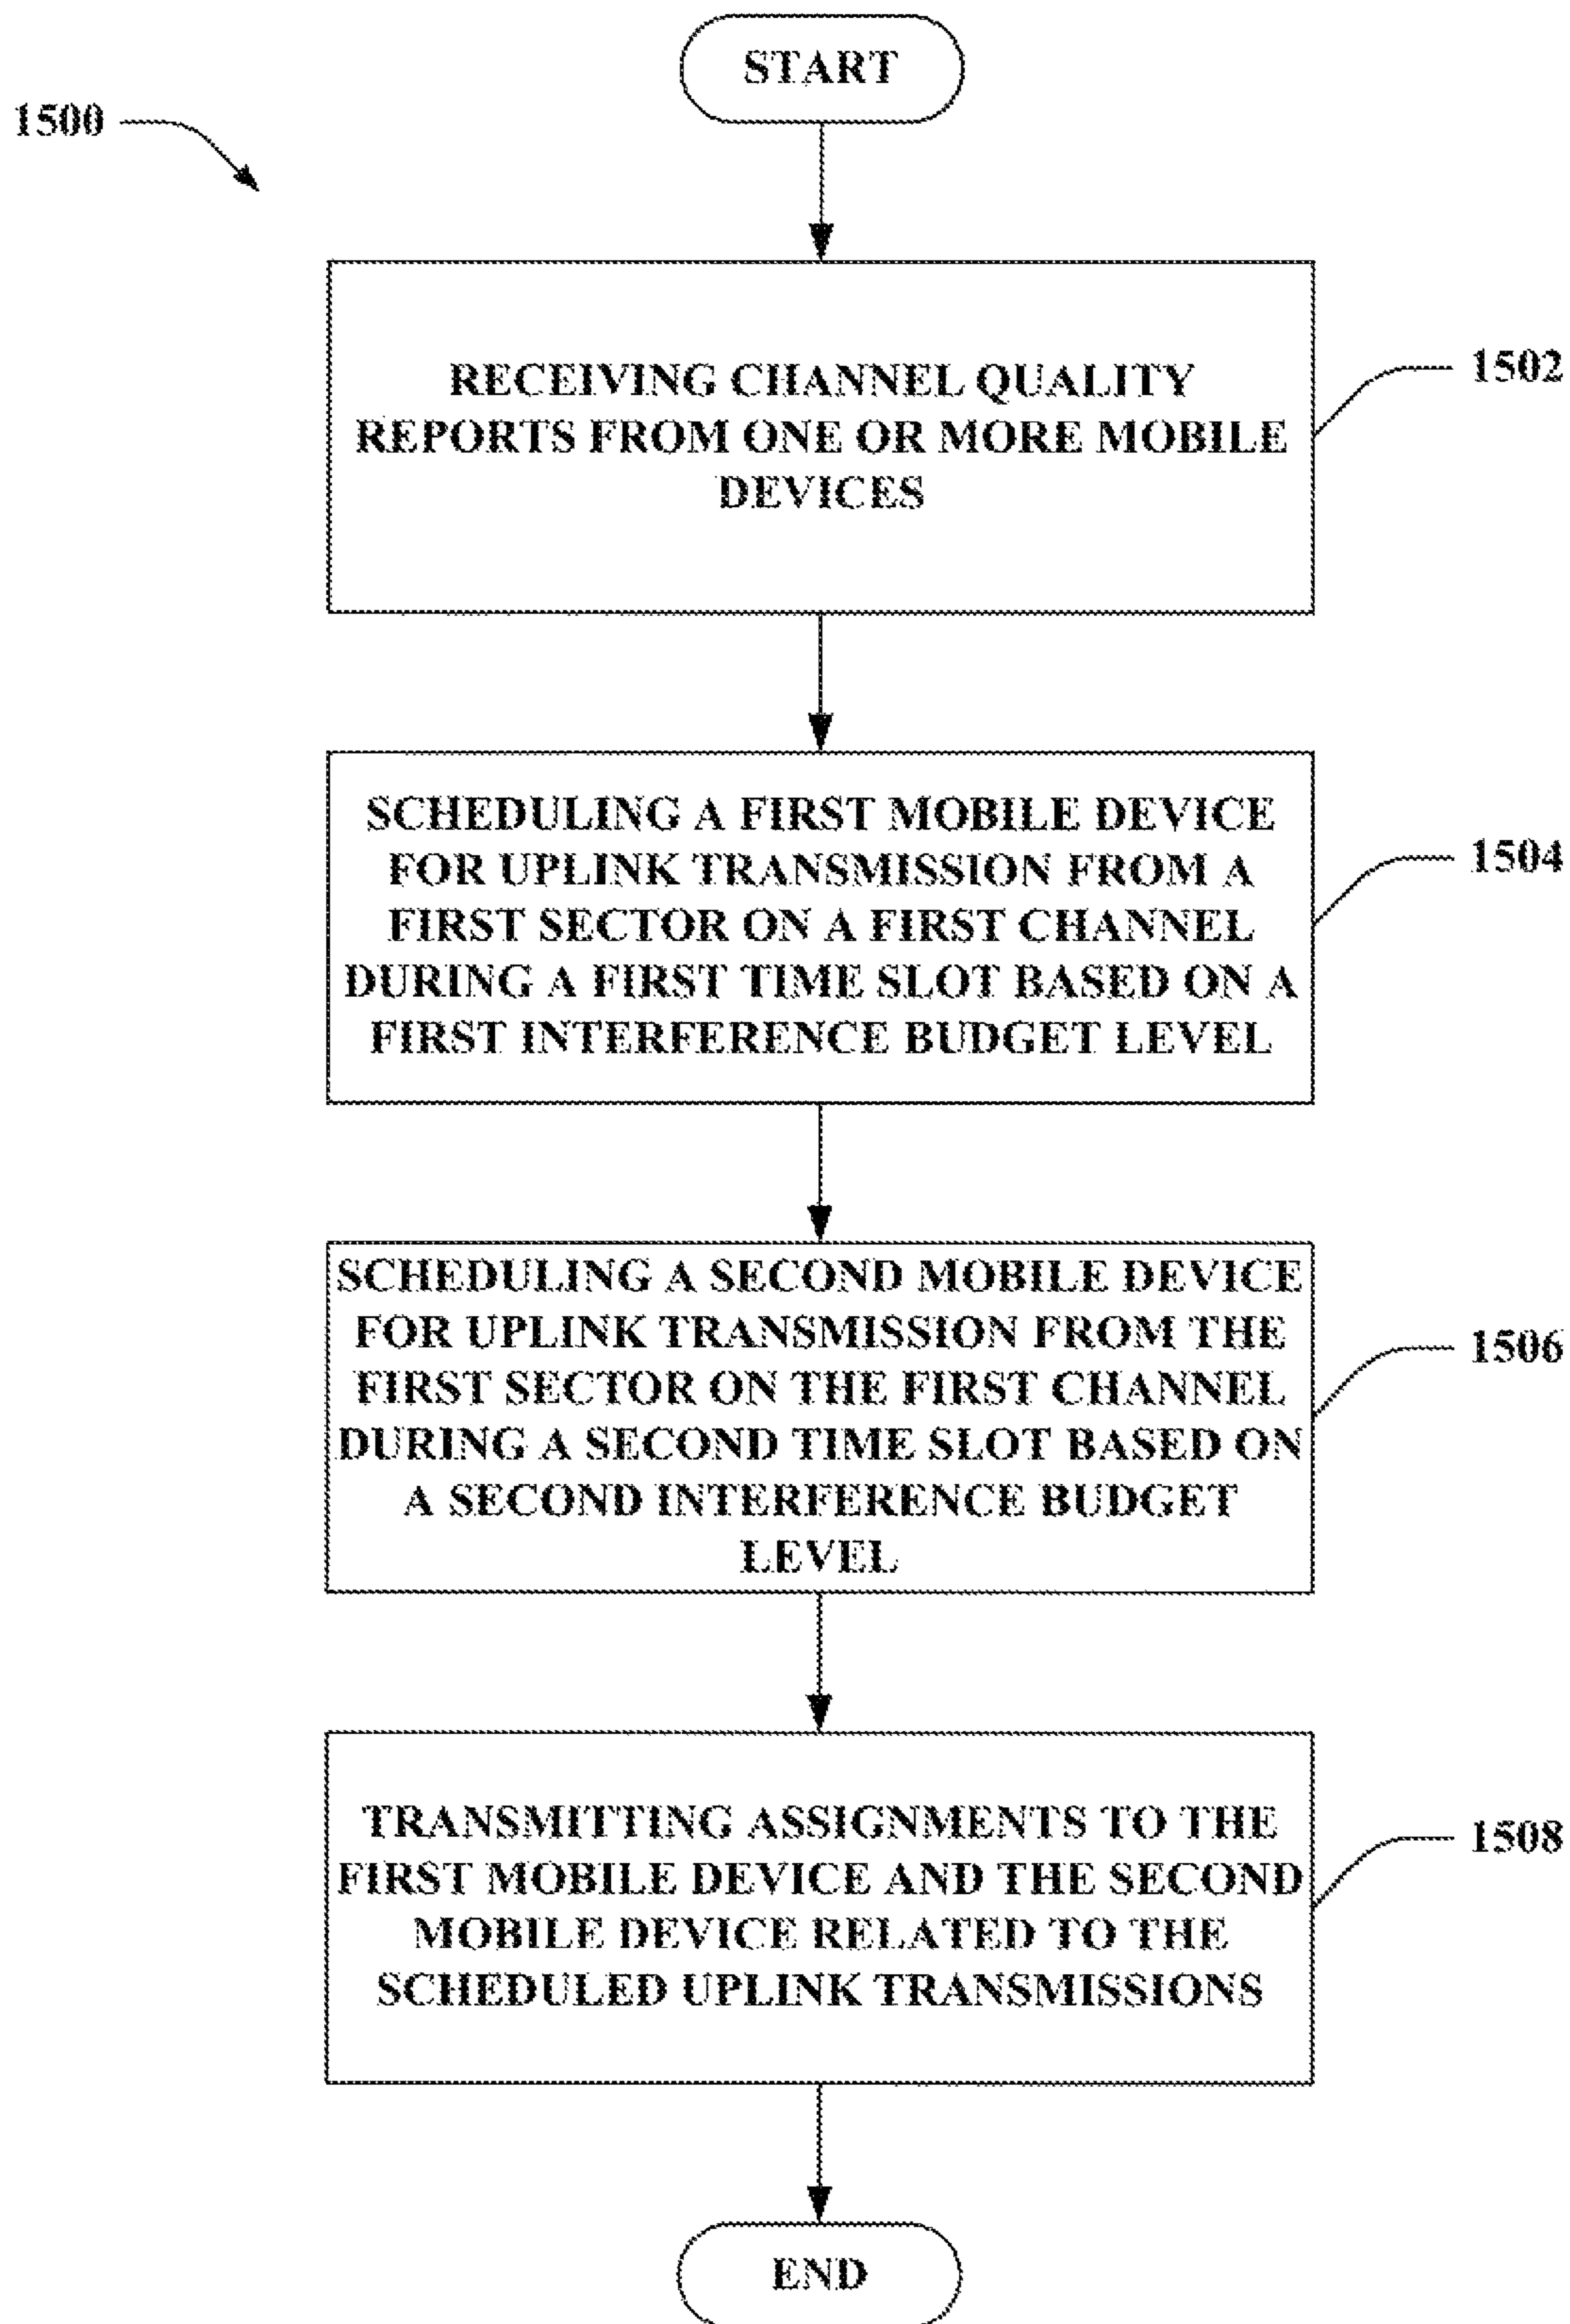 START
1500
RECEIVING CHANNEL QUALITY
REPORTS FROM ONE OR MORE MOBILE
DEVICES
1502
SCHEDULING A FIRST MOBILE DEVICE
FOR UPLINK TRANSMISSION FROM A
FIRST SECTOR ON A FIRST CHANNEL
DURING A FIRST TIME SLOT BASED ON A
FIRST INTERFERENCE BUDGET LEVEL
1504
SCHEDULING A SECOND MOBILE DEVICE
FOR UPLINK TRANSMISSION FROM THE
FIRST SECTOR ON THE FIRST CHANNEL
DURING A SECOND TIME SLOT BASED ON
A SECOND INTERFERENCE BUDGET
LEVEL
1506
TRANSMITTING ASSIGNMENTS TO THE
FIRST MOBILE DEVICE AND THE SECOND
MOBILE DEVICE RELATED TO THE
SCHEDULED UPLINK TRANSMISSIONS
1508
END